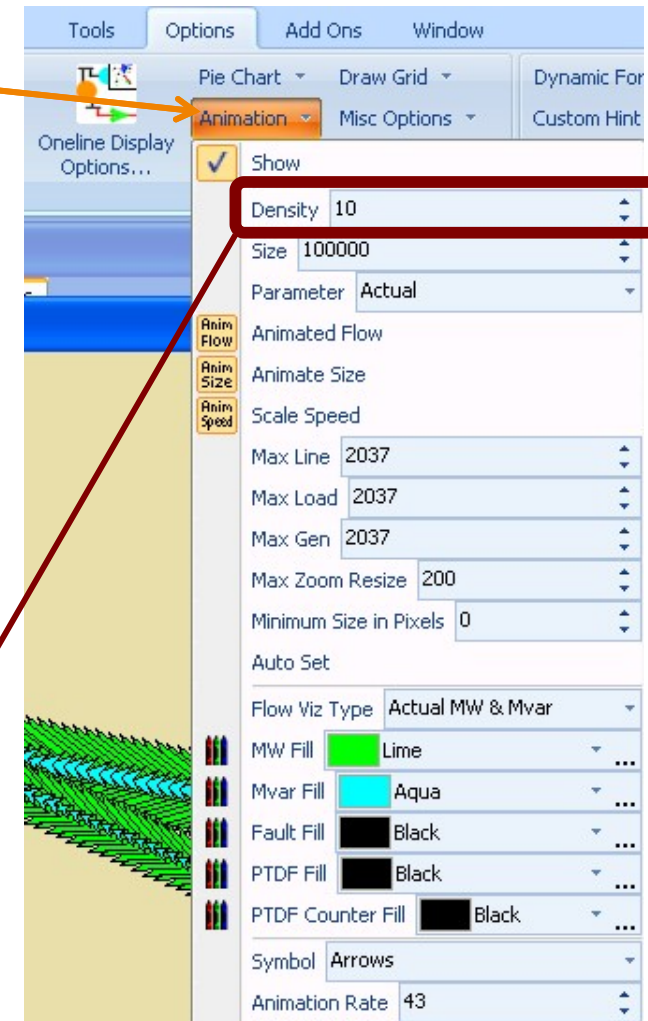 Tools Options Add Ons Window
Pie Chart Draw Grid Dynamic For
Animation Misc Options Custom Hint
Oneline Display
Options...
Show
Density 10
Size 100000
Parameter Actual
Anim
Flow Animated Flow
Anim
Size Animate Size
Anim
Speed Scale Speed
Max Line 2037
Max Load 2037
Max Gen 2037
Max Zoom Resize 200
Minimum Size in Pixels 0
Auto Set
Flow Viz Type Actual MW & Mvar
MW Fill Lime ...
Mvar Fill Aqua ...
Fault Fill Black ...
PTDF Fill Black ...
PTDF Counter Fill Black ...
Symbol Arrows
Animation Rate 43